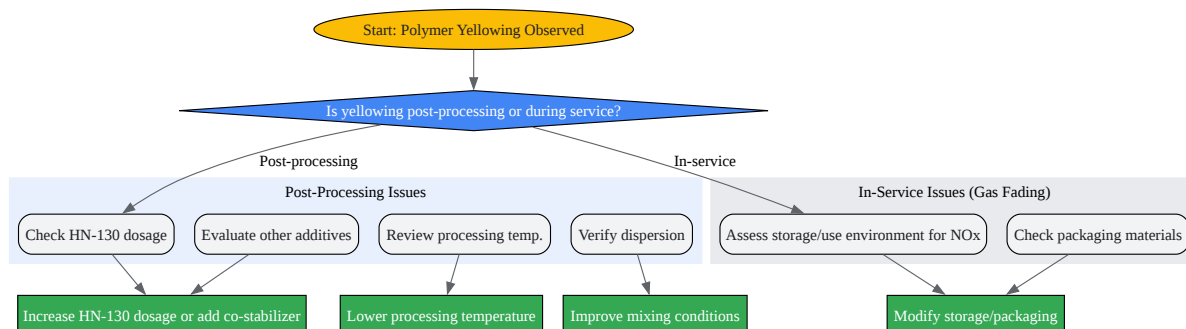 Start: Polymer Yellowing Observed
Is yellowing post-processing or during service?
Post-processing
In-service
Post-Processing Issues
In-Service Issues (Gas Fading)
Check HN-130 dosage
Evaluate other additives
Review processing temp.
Verify dispersion
Assess storage/use environment for NOx
Check packaging materials
Increase HN-130 dosage or add co-stabilizer
Lower processing temperature
Improve mixing conditions
Modify storage/packaging